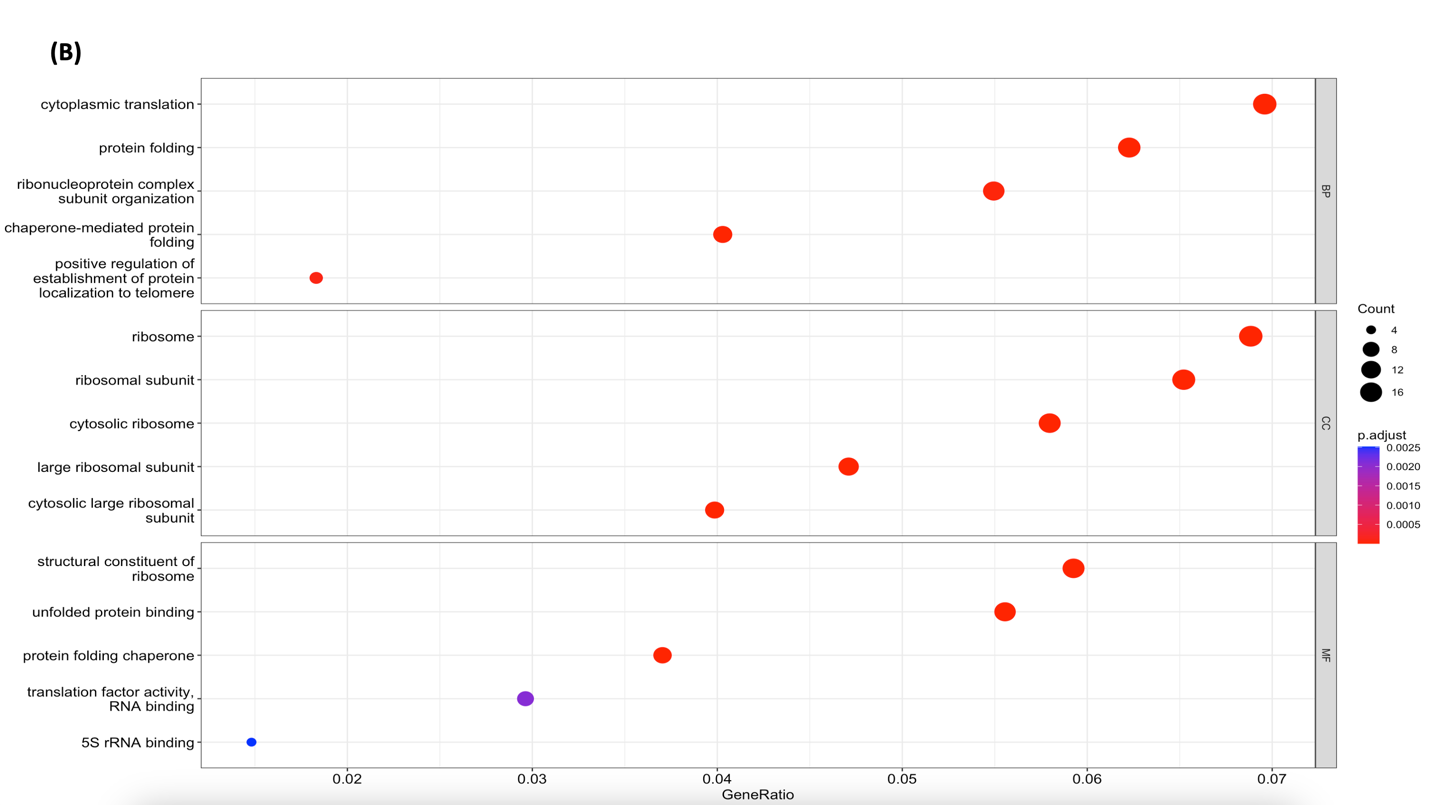 (B)
cytoplasmic translation
protein folding
ribonucleoprotein complex
subunit organization
chaperone-mediated protein
folding
positive regulation of
establishment of protein
localization to telomere
BP
ribosome
ribosomal subunit
cytosolic ribosome
large ribosomal subunit
cytosolic large ribosomal
subunit
CC
structural constituent of
ribosome
unfolded protein binding
protein folding chaperone
translation factor activity,
RNA binding
5S rRNA binding
MF
0.02 0.03 0.04 0.05 0.06 0.07
GeneRatio
Count
4
8
12
16
p.adjust
0.0025
0.0020
0.0015
0.0010
0.0005